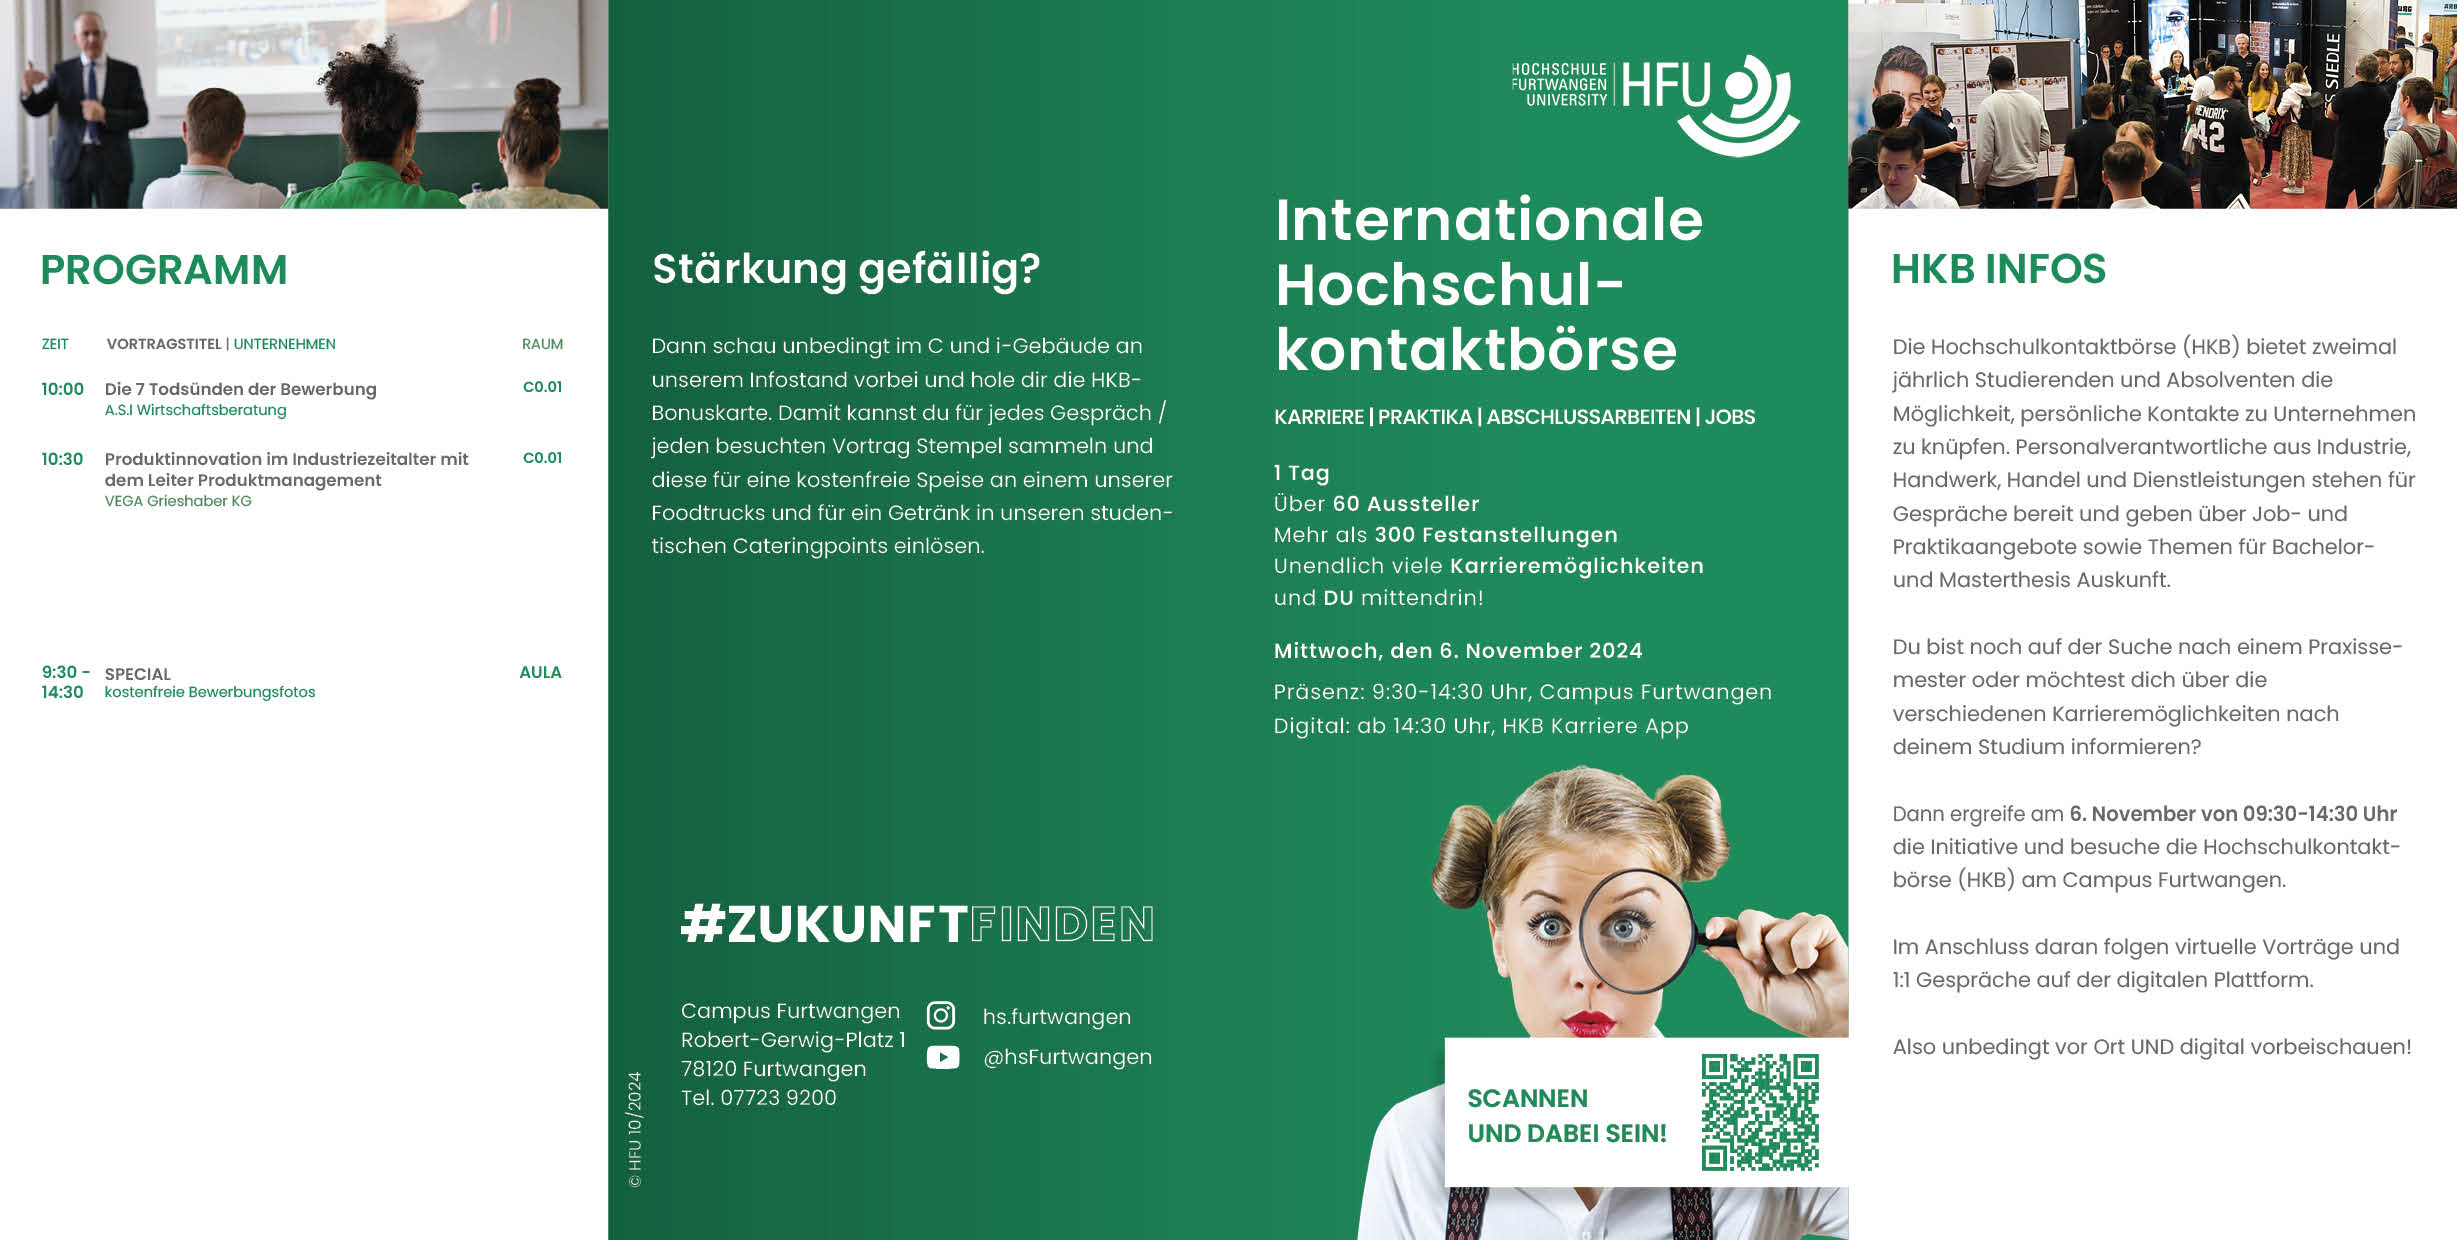 PROGRAMM
ZEIT VORTRAGSTITEL | UNTERNEHMEN RAUM
10:00 Die 7 Todsünden der Bewerbung C0.01
A.S.I Wirtschaftsberatung
10:30 Produktinnovation im Industriezeitalter mit C0.01
dem Leiter Produktmanagement
VEGA Grieshaber KG
9:30 - SPECIAL AULA
14:30 kostenfreie Bewerbungsfotos
Stärkung gefällig?
Dann schau unbedingt im C und i-Gebäude an
unserem Infostand vorbei und hole dir die HKB-
Bonuskarte. Damit kannst du für jedes Gespräch /
jeden besuchten Vortrag Stempel sammeln und
diese für eine kostenfreie Speise an einem unserer
Foodtrucks und für ein Getränk in unseren studen-
tischen Cateringpoints einlösen.
#ZUKUNFTFINDEN
Campus Furtwangen
Robert-Gerwig-Platz 1
78120 Furtwangen
Tel. 07723 9200
hs.furtwangen
@hsFurtwangen
© HFU 10/2024
HOCHSCHULE
FURTWANGEN
UNIVERSITY
HFU
Internationale
Hochschul-
kontaktbörse
KARRIERE | PRAKTIKA | ABSCHLUSSARBEITEN | JOBS
1 Tag
Über 60 Aussteller
Mehr als 300 Festanstellungen
Unendlich viele Karrieremöglichkeiten
und DU mittendrin!
Mittwoch, den 6. November 2024
Präsenz: 9:30-14:30 Uhr, Campus Furtwangen
Digital: ab 14:30 Uhr, HKB Karriere App
SCANNEN
UND DABEI SEIN!
SIEDLE
HENDRIX
42
HKB INFOS
Die Hochschulkontaktbörse (HKB) bietet zweimal
jährlich Studierenden und Absolventen die
Möglichkeit, persönliche Kontakte zu Unternehmen
zu knüpfen. Personalverantwortliche aus Industrie,
Handwerk, Handel und Dienstleistungen stehen für
Gespräche bereit und geben über Job- und
Praktikaangebote sowie Themen für Bachelor-
und Masterthesis Auskunft.
Du bist noch auf der Suche nach einem Praxisse-
mester oder möchtest dich über die
verschiedenen Karrieremöglichkeiten nach
deinem Studium informieren?
Dann ergreife am 6. November von 09:30-14:30 Uhr
die Initiative und besuche die Hochschulkontakt-
börse (HKB) am Campus Furtwangen.
Im Anschluss daran folgen virtuelle Vorträge und
1:1 Gespräche auf der digitalen Plattform.
Also unbedingt vor Ort UND digital vorbeischauen!